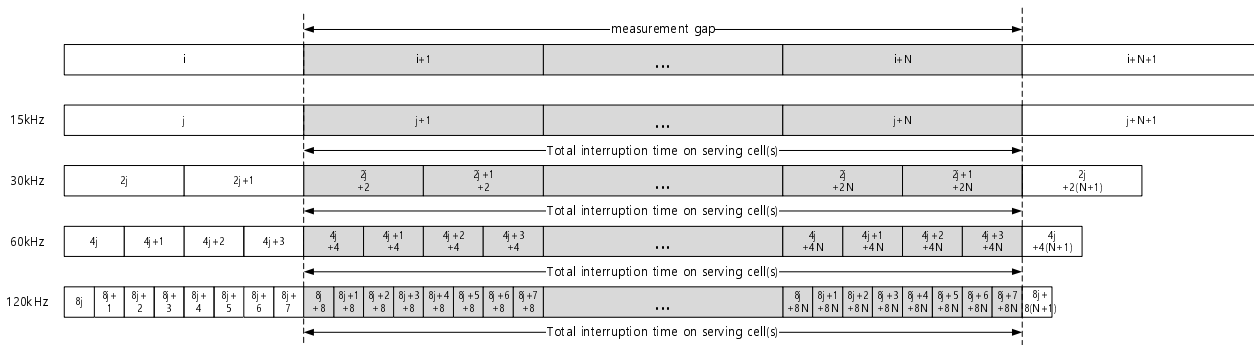 measurement gap
i
i+1
...
i+N
i+N+1
15kHz
j
j+1
...
j+N
j+N+1
Total interruption time on serving cell(s)
30kHz
2j
2j+1
2j
+2
2j+1
+2
...
2j
+2N
2j+1
+2N
2j
+2(N+1)
Total interruption time on serving cell(s)
60kHz
4j
4j+1
4j+2
4j+3
4j
+4
4j+1
+4
4j+2
+4
4j+3
+4
...
4j
+4N
4j+1
+4N
4j+2
+4N
4j+3
+4N
4j
+4(N+1)
Total interruption time on serving cell(s)
120kHz
8j
8j+
1
8j+
2
8j+
3
8j+
4
8j+
5
8j+
6
8j+
7
8j
+8
8j+1
+8
8j+2
+8
8j+3
+8
8j+4
+8
8j+5
+8
8j+6
+8
8j+7
+8
...
8j
+8N
8j+1
+8N
8j+2
+8N
8j+3
+8N
8j+4
+8N
8j+5
+8N
8j+6
+8N
8j+7
+8N
8j+
8(N+1)
Total interruption time on serving cell(s)